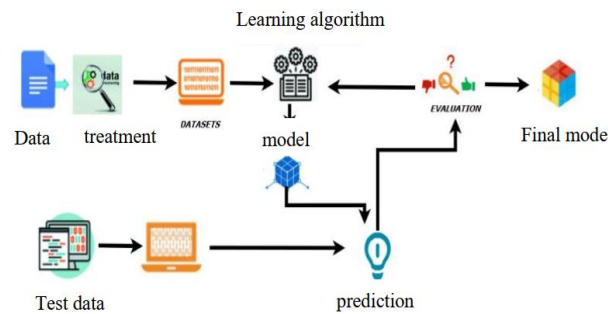 Learning algorithm
data
DATASETS
EVALUATION
Data
treatment
model
Final mode
Test data
prediction